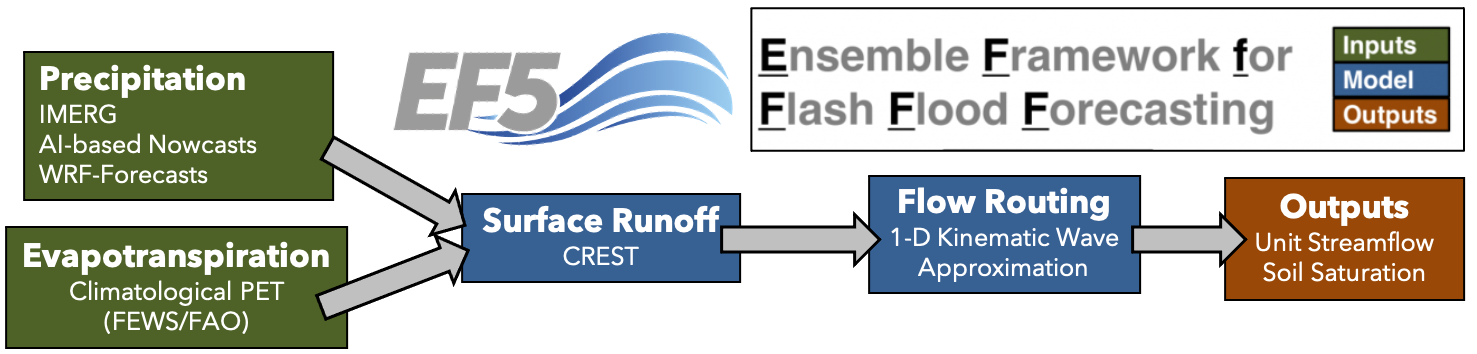 Precipitation
IMERG
AI-based Nowcasts
WRF-Forecasts
EF5
Ensemble Framework for
Flash Flood Forecasting
Inputs
Model
Outputs
Evapotranspiration
Climatological PET
(FEWS/FAO)
Surface Runoff
CREST
Flow Routing
1-D Kinematic Wave
Approximation
Outputs
Unit Streamflow
Soil Saturation